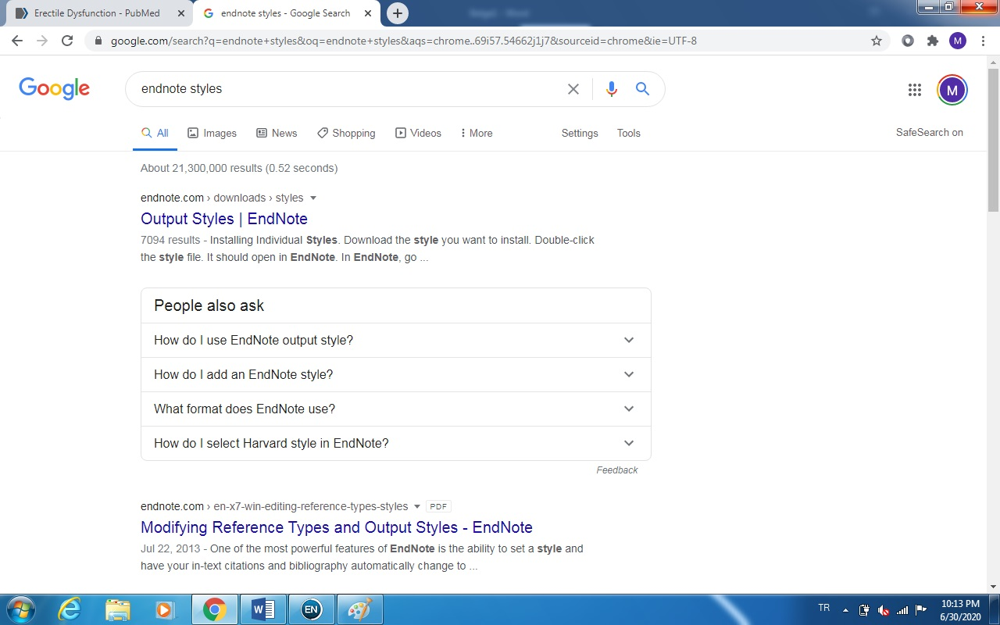 Erectile Dysfunction - PubMed
endnote styles - Google Search
google.com/search?q=endnote+styles&oq=endnote+styles&aqs=chrome..69i57.54662j1j7&sourceid=chrome&ie=UTF-8
M
Google
endnote styles
M
All Images News Shopping Videos More Settings Tools SafeSearch on
About 21,300,000 results (0.52 seconds)
endnote.com › downloads › styles
Output Styles | EndNote
7094 results - Installing Individual Styles. Download the style you want to install. Double-click
the style file. It should open in EndNote. In EndNote, go ...
People also ask
How do I use EndNote output style?
How do I add an EndNote style?
What format does EndNote use?
How do I select Harvard style in EndNote?
Feedback
endnote.com › en-x7-win-editing-reference-types-styles PDF
Modifying Reference Types and Output Styles - EndNote
Jul 22, 2013 - One of the most powerful features of EndNote is the ability to set a style and
have your in-text citations and bibliography automatically change to ...
W
EN
TR
10:13 PM
6/30/2020